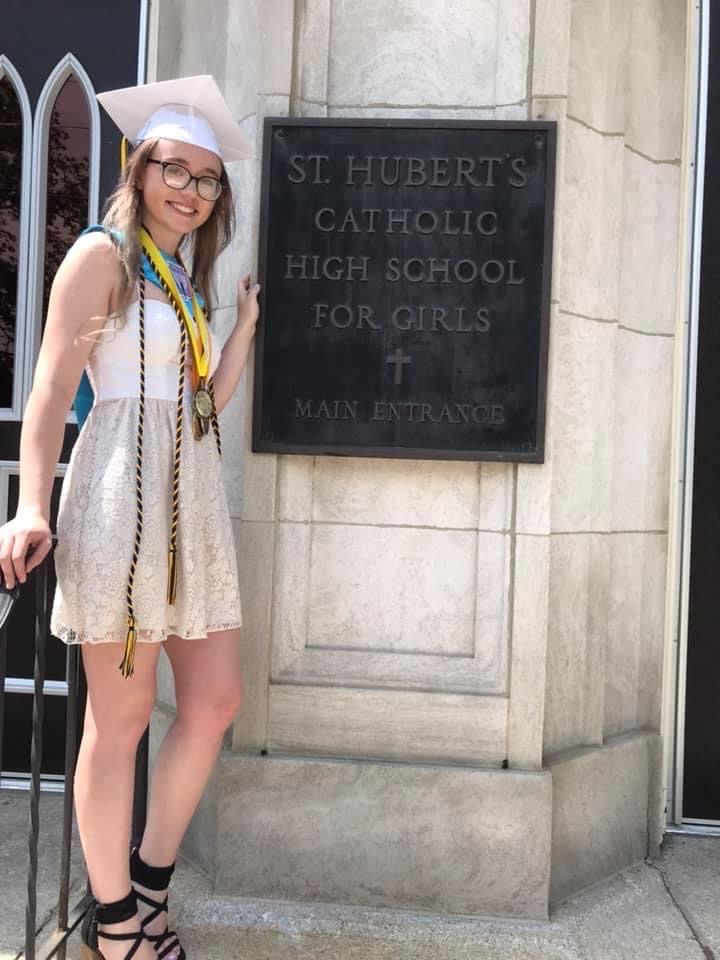 ST. HUBERT'S
CATHOLIC
HIGH SCHOOL
FOR GIRLS
MAIN ENTRANCE